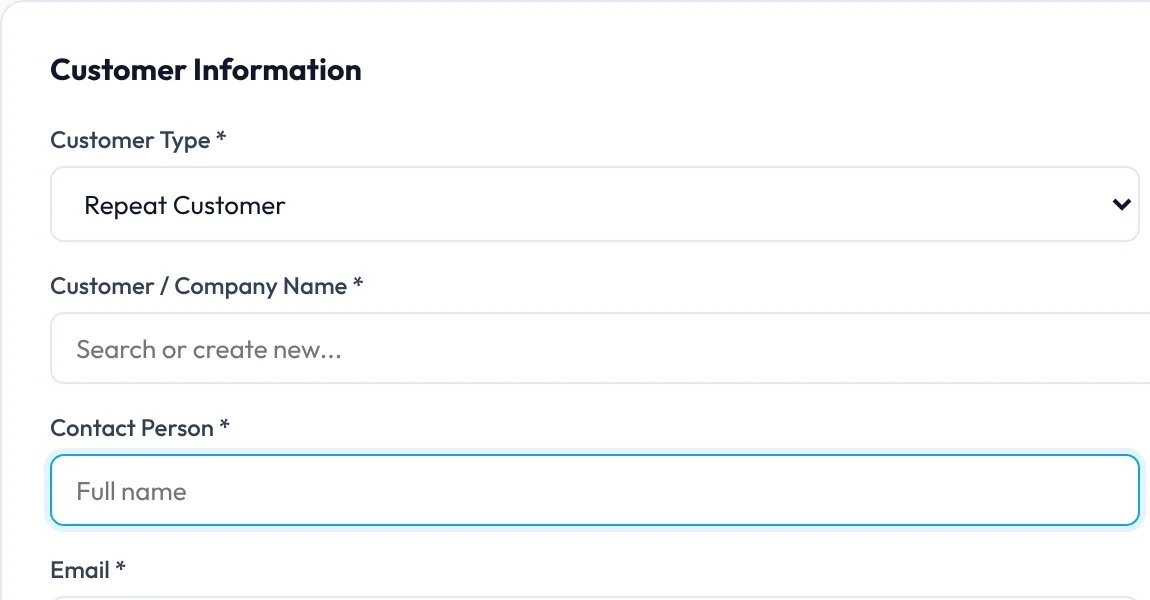 Customer Information
Customer Type *
Repeat Customer
Customer / Company Name *
Search or create new...
Contact Person *
Full name
Email *